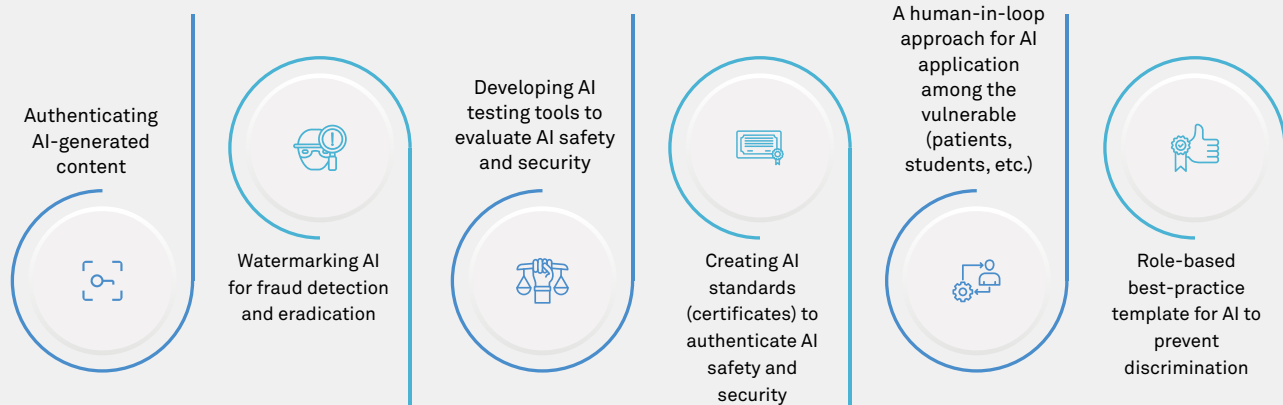 Authenticating
AI-generated
content
Watermarking AI
for fraud detection
and eradication
Developing AI
testing tools to
evaluate AI safety
and security
Creating AI
standards
(certificates) to
authenticate AI
safety and
security
A human-in-loop
approach for AI
application
among the
vulnerable
(patients,
students, etc.)
Role-based
best-practice
template for AI to
prevent
discrimination